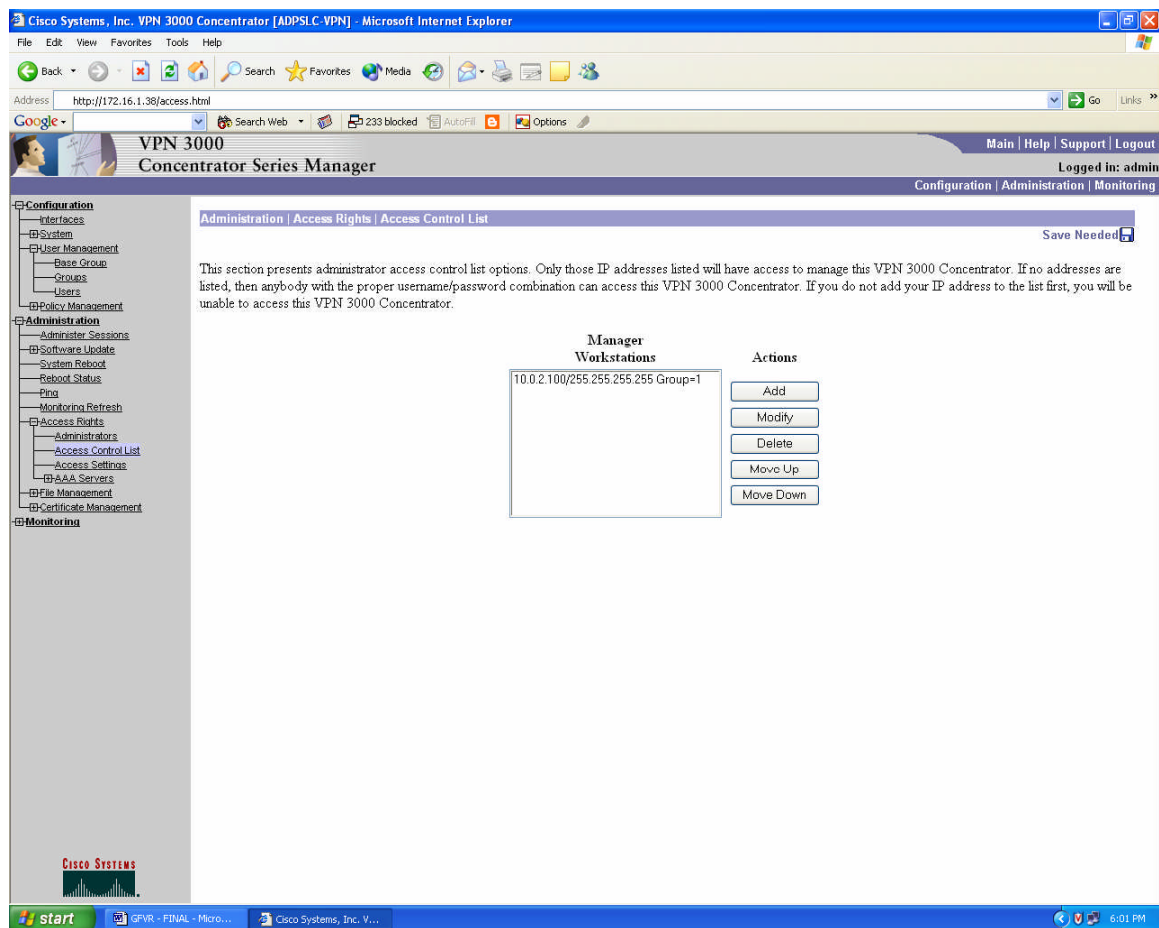 Cisco Systems, Inc. VPN 3000 Concentrator [ADPSLC-VPN] - Microsoft Internet Explorer
File Edit View Favorites Tools Help
Back Search Favorites Media
Address http://172.16.1.38/access.html Go Links »
Google Search Web 233 blocked AutoFill Options
VPN 3000
Concentrator Series Manager
Main | Help | Support | Logout
Logged in: admin
Configuration | Administration | Monitoring
Configuration
Interfaces
System
User Management
Base Group
Groups
Users
Policy Management
Administration
Administer Sessions
Software Update
System Reboot
Reboot Status
Ping
Monitoring Refresh
Access Rights
Administrators
Access Control List
Access Settings
AAA Servers
File Management
Certificate Management
Monitoring
Administration | Access Rights | Access Control List
Save Needed
This section presents administrator access control list options. Only those IP addresses listed will have access to manage this VPN 3000 Concentrator. If no addresses are
listed, then anybody with the proper username/password combination can access this VPN 3000 Concentrator. If you do not add your IP address to the list first, you will be
unable to access this VPN 3000 Concentrator.
Manager
Workstations
Actions
10.0.2.100/255.255.255.255 Group=1
Add
Modify
Delete
Move Up
Move Down
CISCO SYSTEMS
start GFVR - FINAL - Micro... Cisco Systems, Inc. V... 6:01 PM